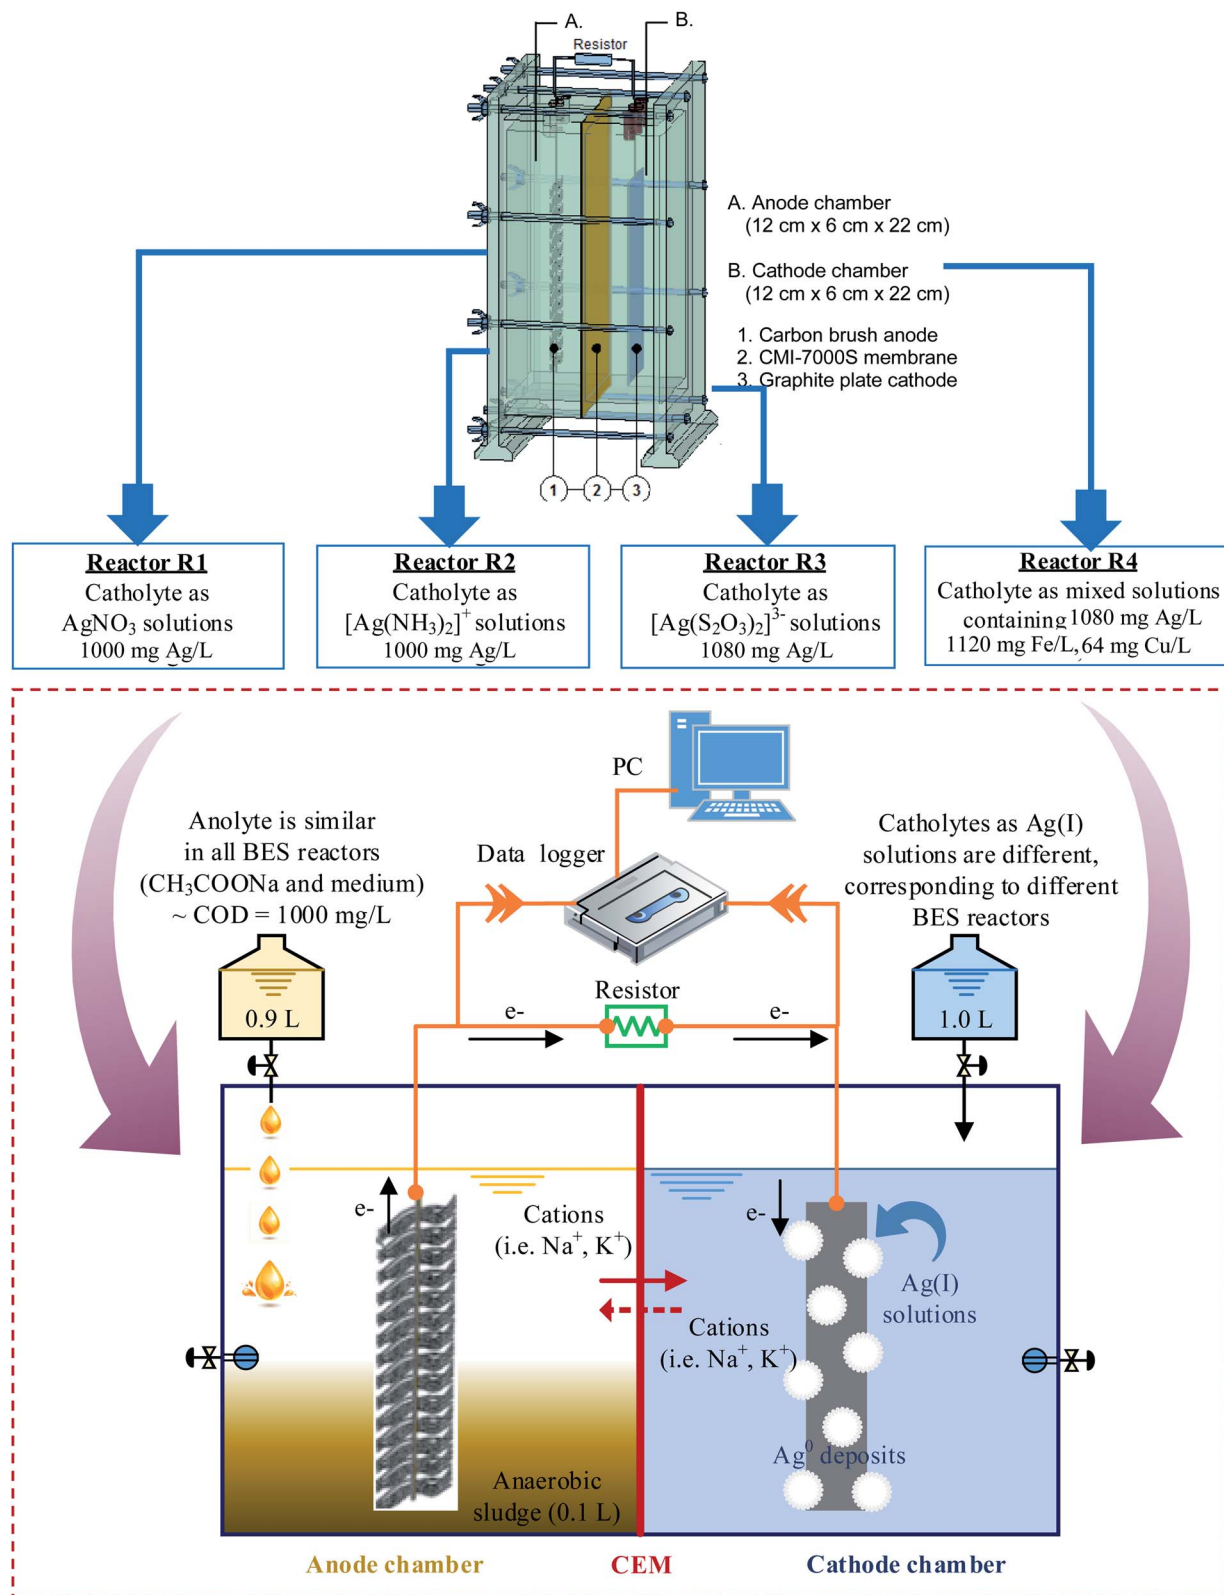 A.
B.
Resistor
A. Anode chamber
(12 cm x 6 cm x 22 cm)
B. Cathode chamber
(12 cm x 6 cm x 22 cm)
1. Carbon brush anode
2. CMI-7000S membrane
3. Graphite plate cathode
1
2
3
Reactor R1
Catholyte as
AgNO₃ solutions
1000 mg Ag/L
Reactor R2
Catholyte as
[Ag(NH₃)₂]⁺ solutions
1000 mg Ag/L
Reactor R3
Catholyte as
[Ag(S₂O₃)₂]³⁻ solutions
1080 mg Ag/L
Reactor R4
Catholyte as mixed solutions
containing 1080 mg Ag/L
1120 mg Fe/L, 64 mg Cu/L
PC
Data logger
Anolyte is similar
in all BES reactors
(CH₃COONa and medium)
~ COD = 1000 mg/L
0.9 L
Catholytes as Ag(I)
solutions are different,
corresponding to different
BES reactors
1.0 L
Resistor
e-
e-
e-
e-
Cations
(i.e. Na⁺, K⁺)
Cations
(i.e. Na⁺, K⁺)
Ag(I)
solutions
Ag⁰ deposits
Anaerobic
sludge (0.1 L)
Anode chamber
CEM
Cathode chamber